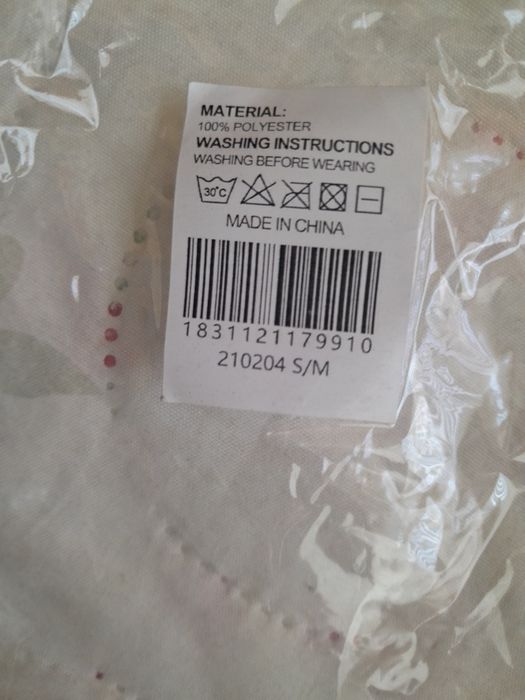 MATERIAL:
100% POLYESTER
WASHING INSTRUCTIONS
WASHING BEFORE WEARING
30°C
MADE IN CHINA
1831121179910
210204 S/M